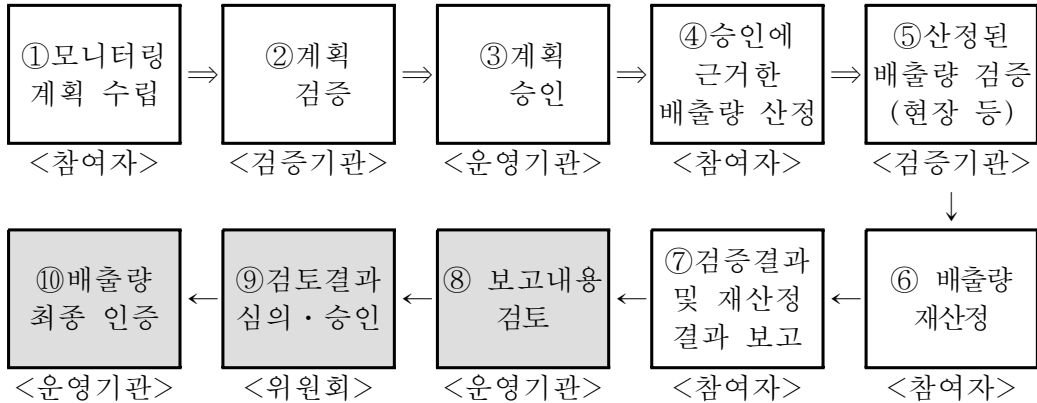 ①모니터링
계획 수립
⇒
②계획
검증
⇒
③계획
승인
⇒
④승인에
근거한
배출량 산정
⇒
⑤산정된
배출량 검증
(현장 등)
<참여자>
<검증기관>
<운영기관>
<참여자>
<검증기관>
↓
⑩배출량
최종 인증
←
⑨검토결과
심의・승인
←
⑧ 보고내용
검토
←
⑦검증결과
및 재산정
결과 보고
←
⑥ 배출량
재산정
<운영기관>
<위원회>
<운영기관>
<참여자>
<참여자>